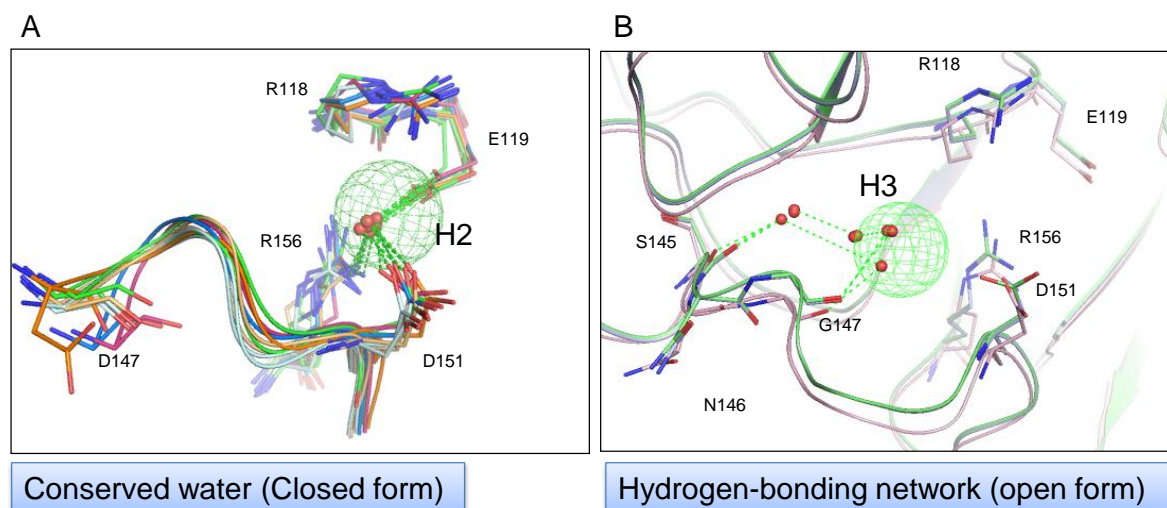 A
R118
E119
H2
R156
D147
D151
Conserved water (Closed form)
B
R118
E119
H3
S145
R156
D151
G147
N146
Hydrogen-bonding network (open form)